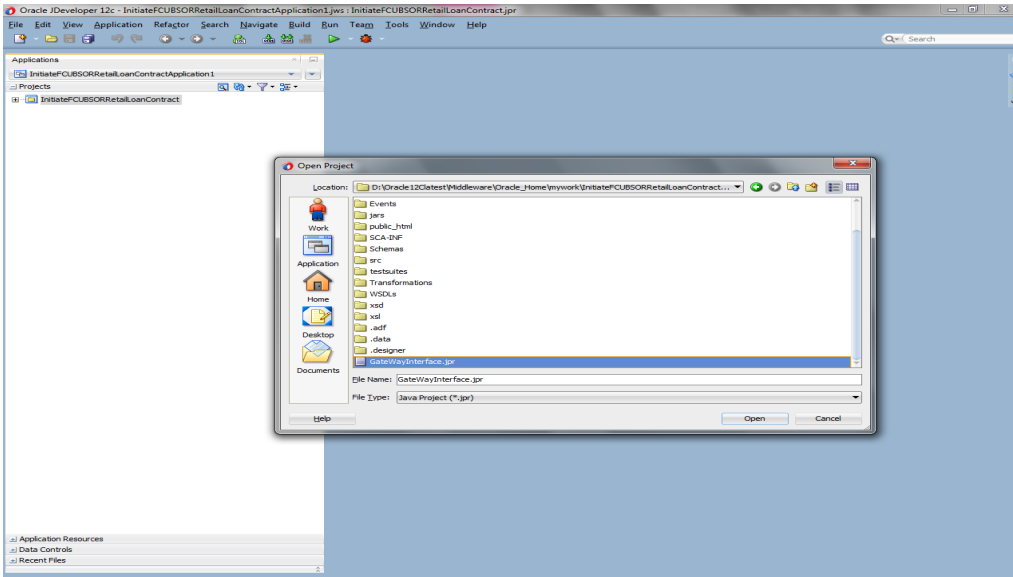 Oracle JDeveloper 12c - InitiateFCUBSORRetailLoanContractApplication1.jws : InitiateFCUBSORRetailLoanContract.jpr
File Edit View Application Refactor Search Navigate Build Run Team Tools Window Help
Search
Applications
InitiateFCUBSORRetailLoanContractApplication1
Projects
InitiateFCUBSORRetailLoanContract
Open Project
Location: D:\Oracle12Clatest\Middleware\Oracle_Home\mywork\InitiateFCUBSORRetailLoanContract...
Work
Application
Home
Desktop
Documents
Events
jars
public_html
SCA-INF
Schemas
src
testsuites
Transformations
WSDLs
xsd
xsl
.adf
.data
.designer
GateWayInterface.jpr
File Name: GateWayInterface.jpr
File Type: Java Project (*.jpr)
Help Open Cancel
Application Resources
Data Controls
Recent Files